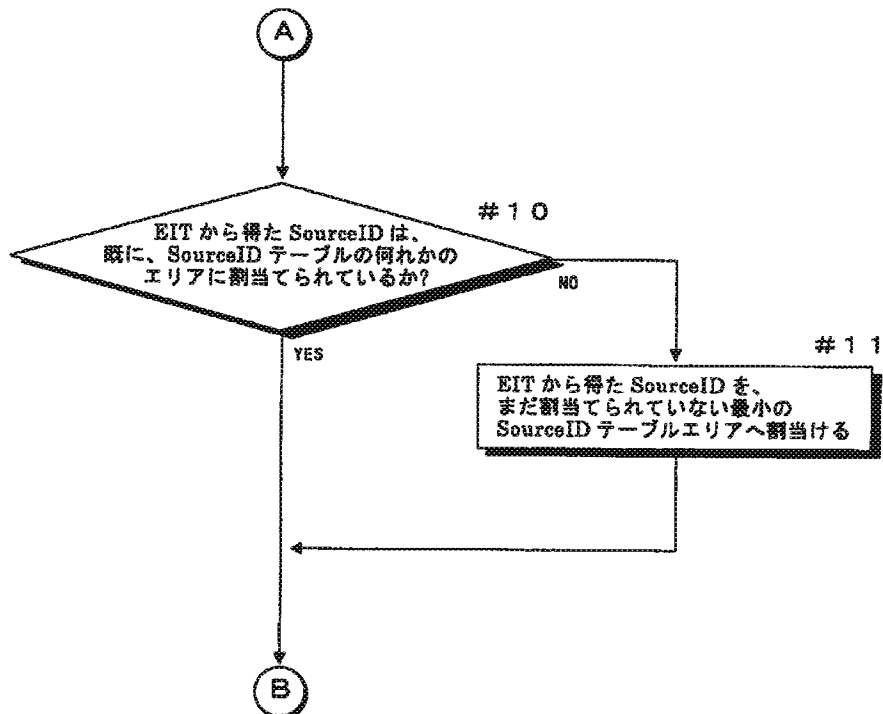 A
#10
EIT から得た SourceID は、
既に、SourceID テーブルの何れかの
エリアに割当てられているか?
NO
YES
#11
EIT から得た SourceID を、
まだ割当てられていない最小の
SourceID テーブルエリアへ割当ける
B